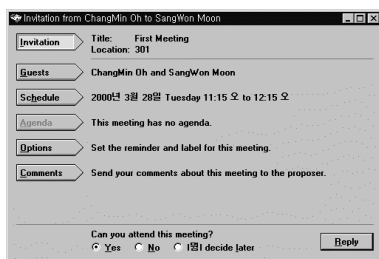 Invitation from ChangMin Oh to SangWon Moon
Invitation
Title: First Meeting
Location: 301
Guests
ChangMin Oh and SangWon Moon
Schedule
2000년 3월 28일 Tuesday 11:15 오 to 12:15 오
Agenda
This meeting has no agenda.
Options
Set the reminder and label for this meeting.
Comments
Send your comments about this meeting to the proposer.
Can you attend this meeting?
Yes No decide later
Reply